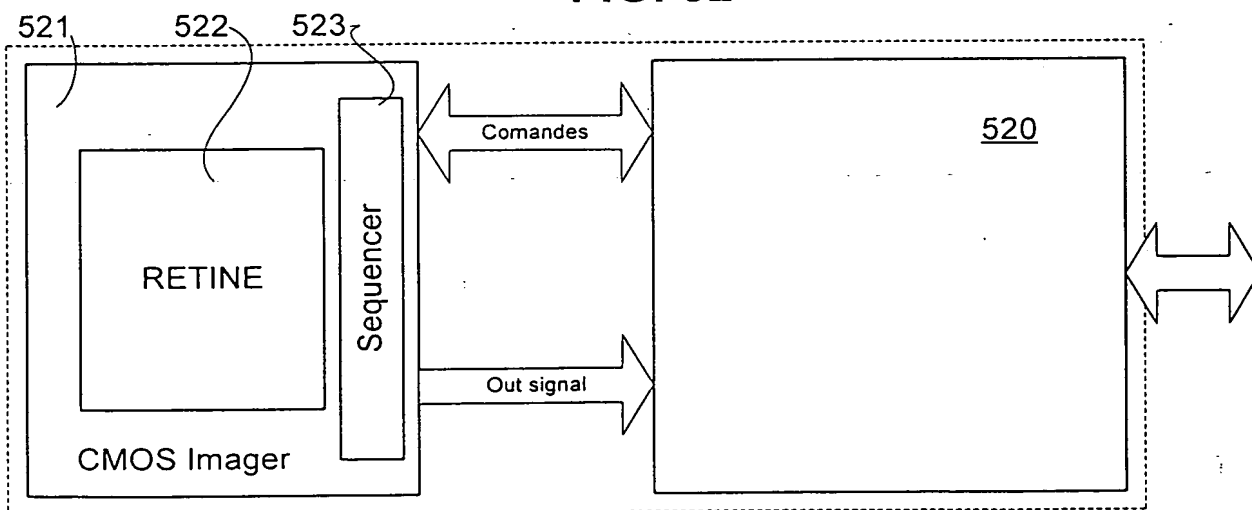 521
522
523
Comandes
520
RETINE
Sequencer
Out signal
CMOS Imager